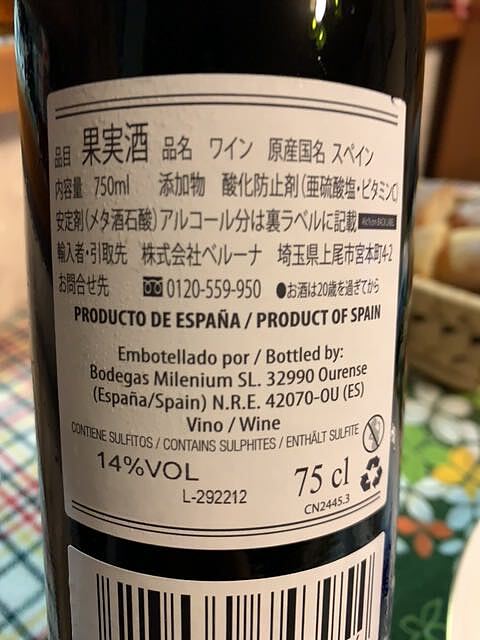 品目 果実酒 品名 ワイン 原産国名 スペイン
内容量 750ml 添加物 酸化防止剤(亜硫酸塩・ビタミンC)
安定剤(メタ酒石酸)アルコール分は裏ラベルに記載
輸入者・引取先 株式会社ベルーナ 埼玉県上尾市宮本町4-2
お問合せ先 0120-559-950 ●お酒は20歳を過ぎてから
PRODUCTO DE ESPAÑA / PRODUCT OF SPAIN
Embotellado por / Bottled by:
Bodegas Milenium SL. 32990 Ourense
(España/Spain) N.R.E. 42070-OU (ES)
Vino / Wine
CONTIENE SULFITOS / CONTAINS SULPHITES / ENTHÄLT SULFITE
14%VOL
75 cl
L-292212
CN2445.3